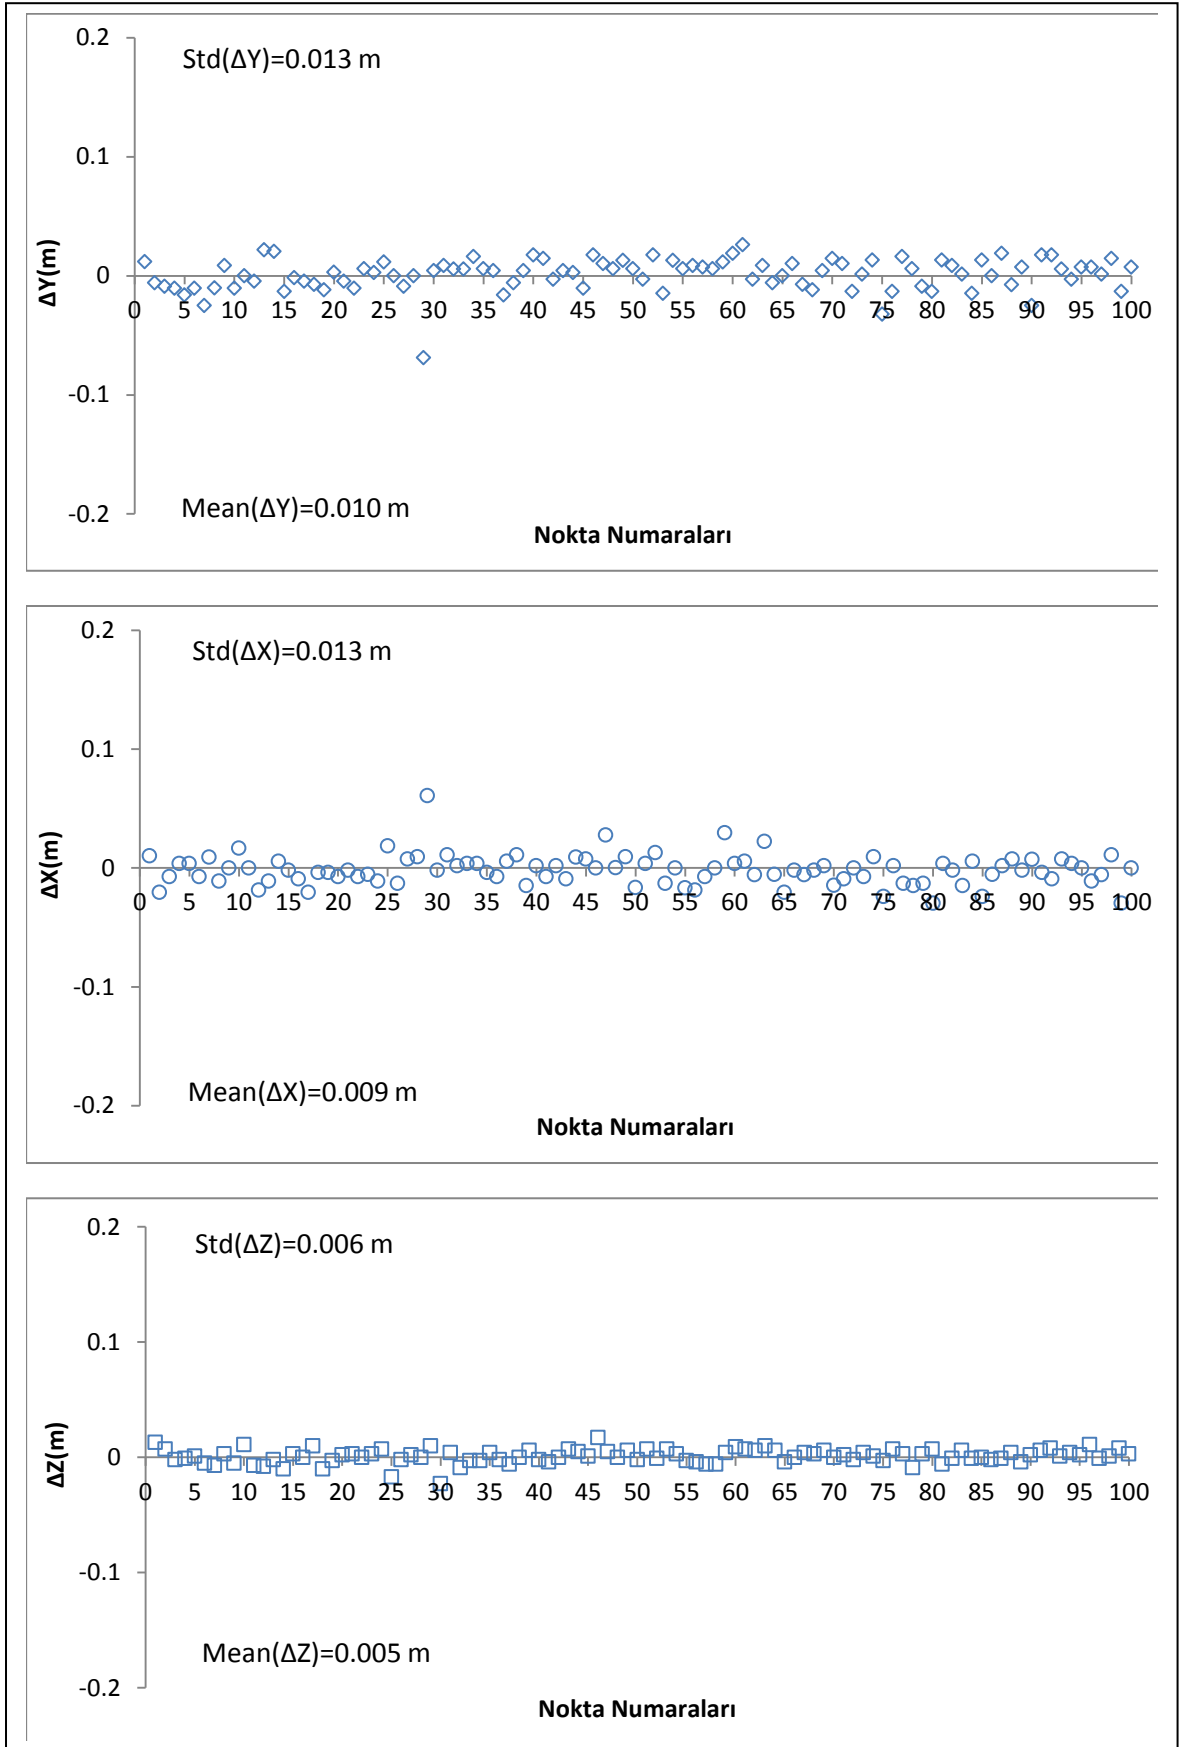 0.2
Std(ΔY)=0.013 m
0.1
ΔY(m)
0
0 5 10 15 20 25 30 35 40 45 50 55 60 65 70 75 80 85 90 95 100
-0.1
-0.2
Mean(ΔY)=0.010 m
Nokta Numaraları
0.2
Std(ΔX)=0.013 m
0.1
ΔX(m)
0
0 5 10 15 20 25 30 35 40 45 50 55 60 65 70 75 80 85 90 95 100
-0.1
Mean(ΔX)=0.009 m
-0.2
Nokta Numaraları
0.2
Std(ΔZ)=0.006 m
0.1
ΔZ(m)
0
0 5 10 15 20 25 30 35 40 45 50 55 60 65 70 75 80 85 90 95 100
-0.1
Mean(ΔZ)=0.005 m
-0.2
Nokta Numaraları